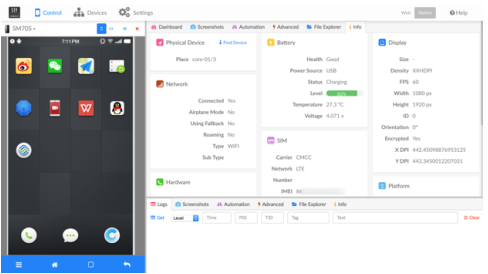 STF Control Devices Settings Web Native Help
SM705
7:11 PM
Dashboard Screenshots Automation Advanced File Explorer Info
Physical Device Find Device
Place core-01/3
Network
Connected Yes
Airplane Mode No
Using Fallback No
Roaming No
Type WIFI
Sub Type
Hardware
Battery
Health Good
Power Source USB
Status Charging
Level
Temperature 27.3 °C
Voltage 4.071 v
SIM
Carrier CMCC
Network LTE
Number
IMEI
Display
Size -
Density XXHDPI
FPS 60
Width 1080 px
Height 1920 px
ID 0
Orientation 0°
Encrypted Yes
X DPI 442.45098876953125
Y DPI 442.3450012207031
Platform
Logs Screenshots Automation Advanced File Explorer Info
Get Level Time PID TID Tag Text Clear